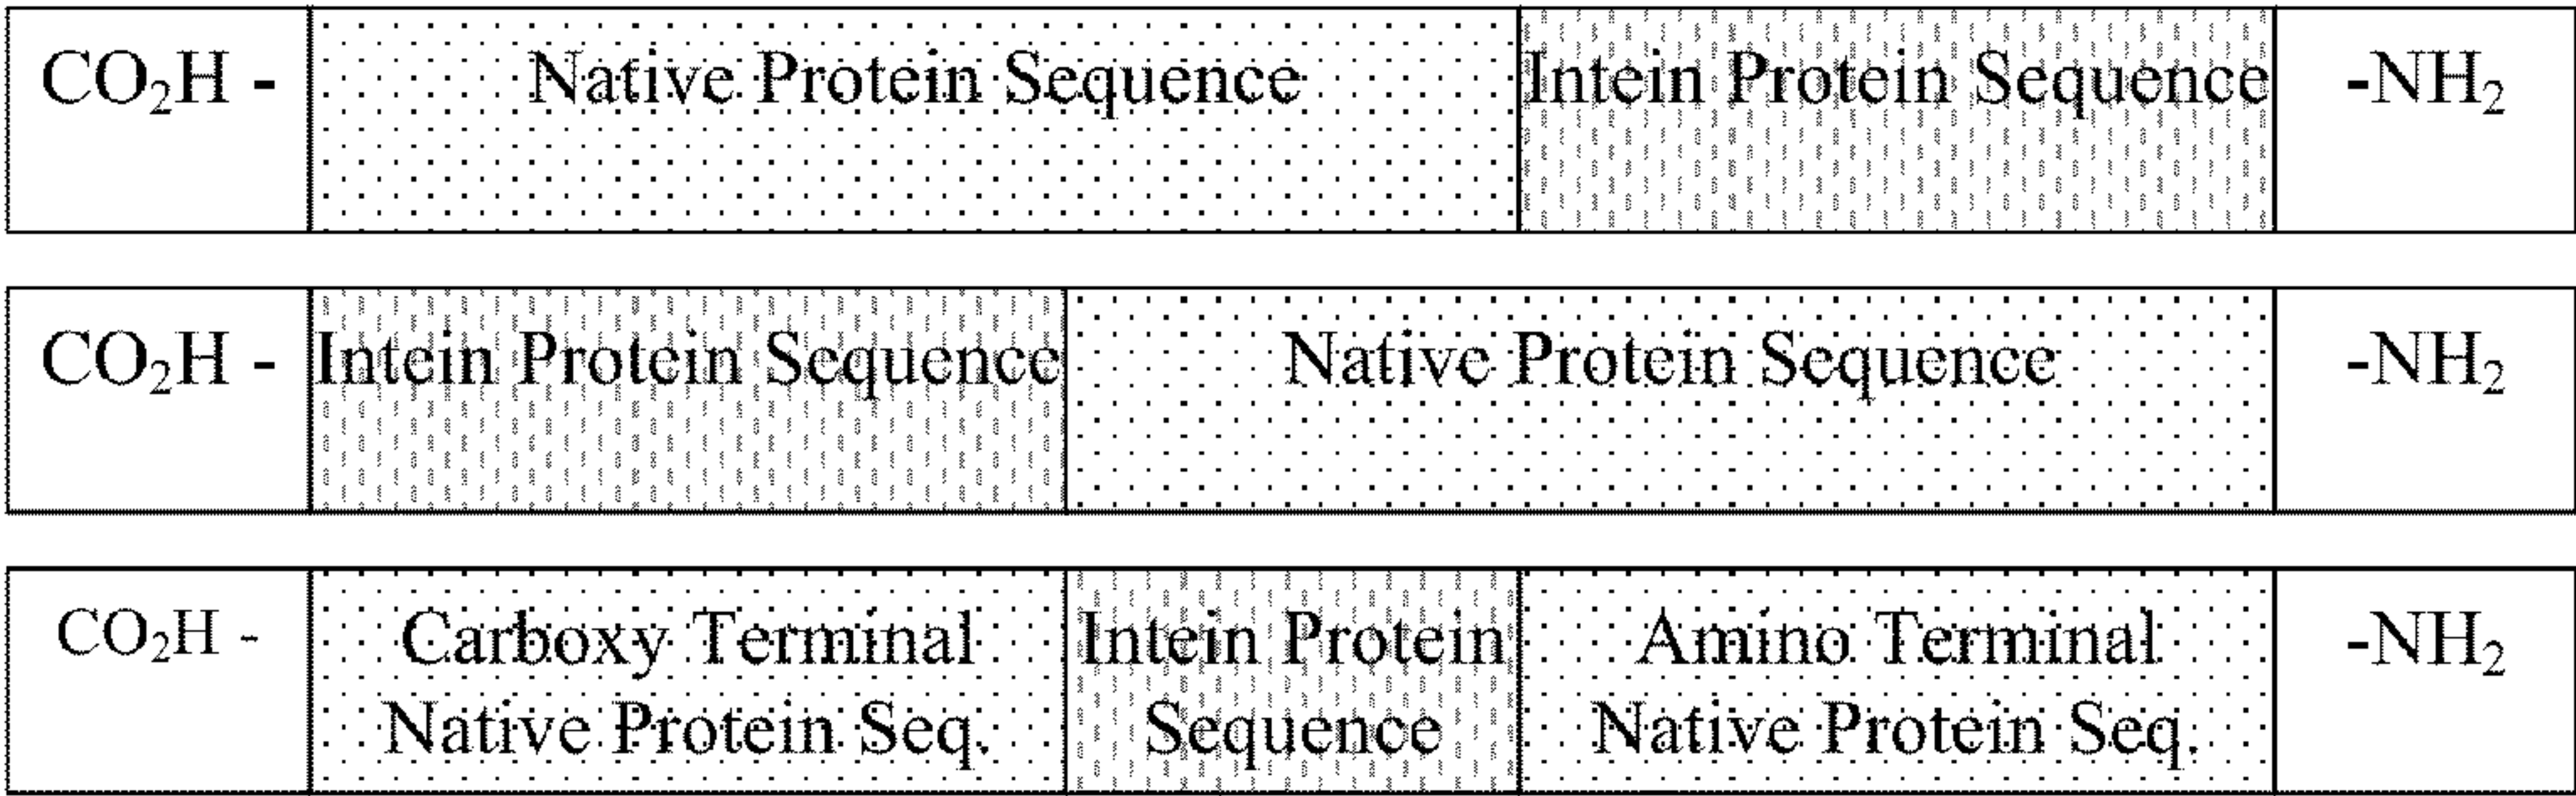 CO₂H - Native Protein Sequence Intein Protein Sequence -NH₂
CO₂H - Intein Protein Sequence Native Protein Sequence -NH₂
CO₂H - Carboxy Terminal Intein Protein Amino Terminal -NH₂
Native Protein Seq. Sequence Native Protein Seq.